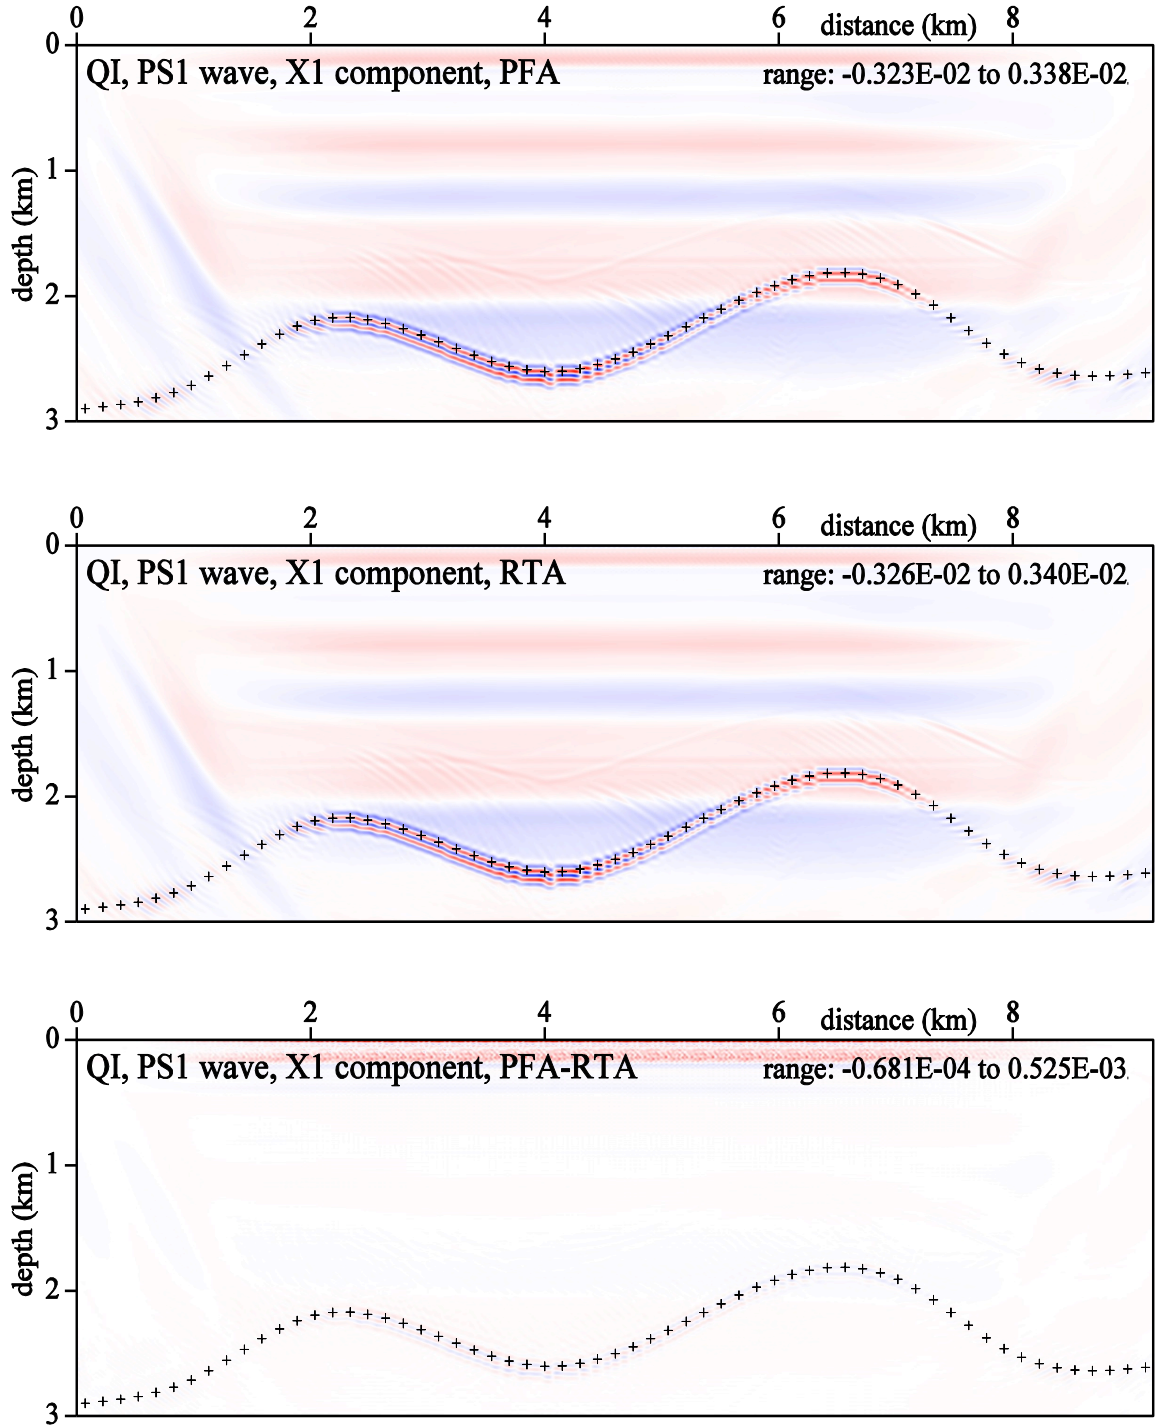 0 2 4 6 distance (km) 8
0
QI, PS1 wave, X1 component, PFA range: -0.323E-02 to 0.338E-02
1
depth (km)
2
3
0 2 4 6 distance (km) 8
0
QI, PS1 wave, X1 component, RTA range: -0.326E-02 to 0.340E-02
1
depth (km)
2
3
0 2 4 6 distance (km) 8
0
QI, PS1 wave, X1 component, PFA-RTA range: -0.681E-04 to 0.525E-03
1
depth (km)
2
3